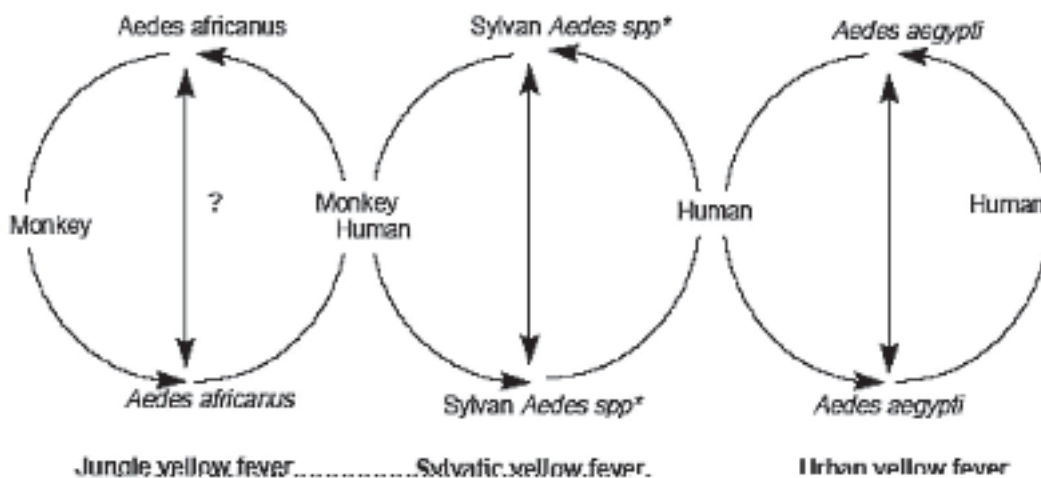 Aedes africanus
Sylvan Aedes spp*
Aedes aegypti
?
Monkey
Monkey
Human
Human
Human
Aedes africanus
Sylvan Aedes spp*
Aedes aegypti
Jungle yellow fever
Sylvatic yellow fever
Urban yellow fever